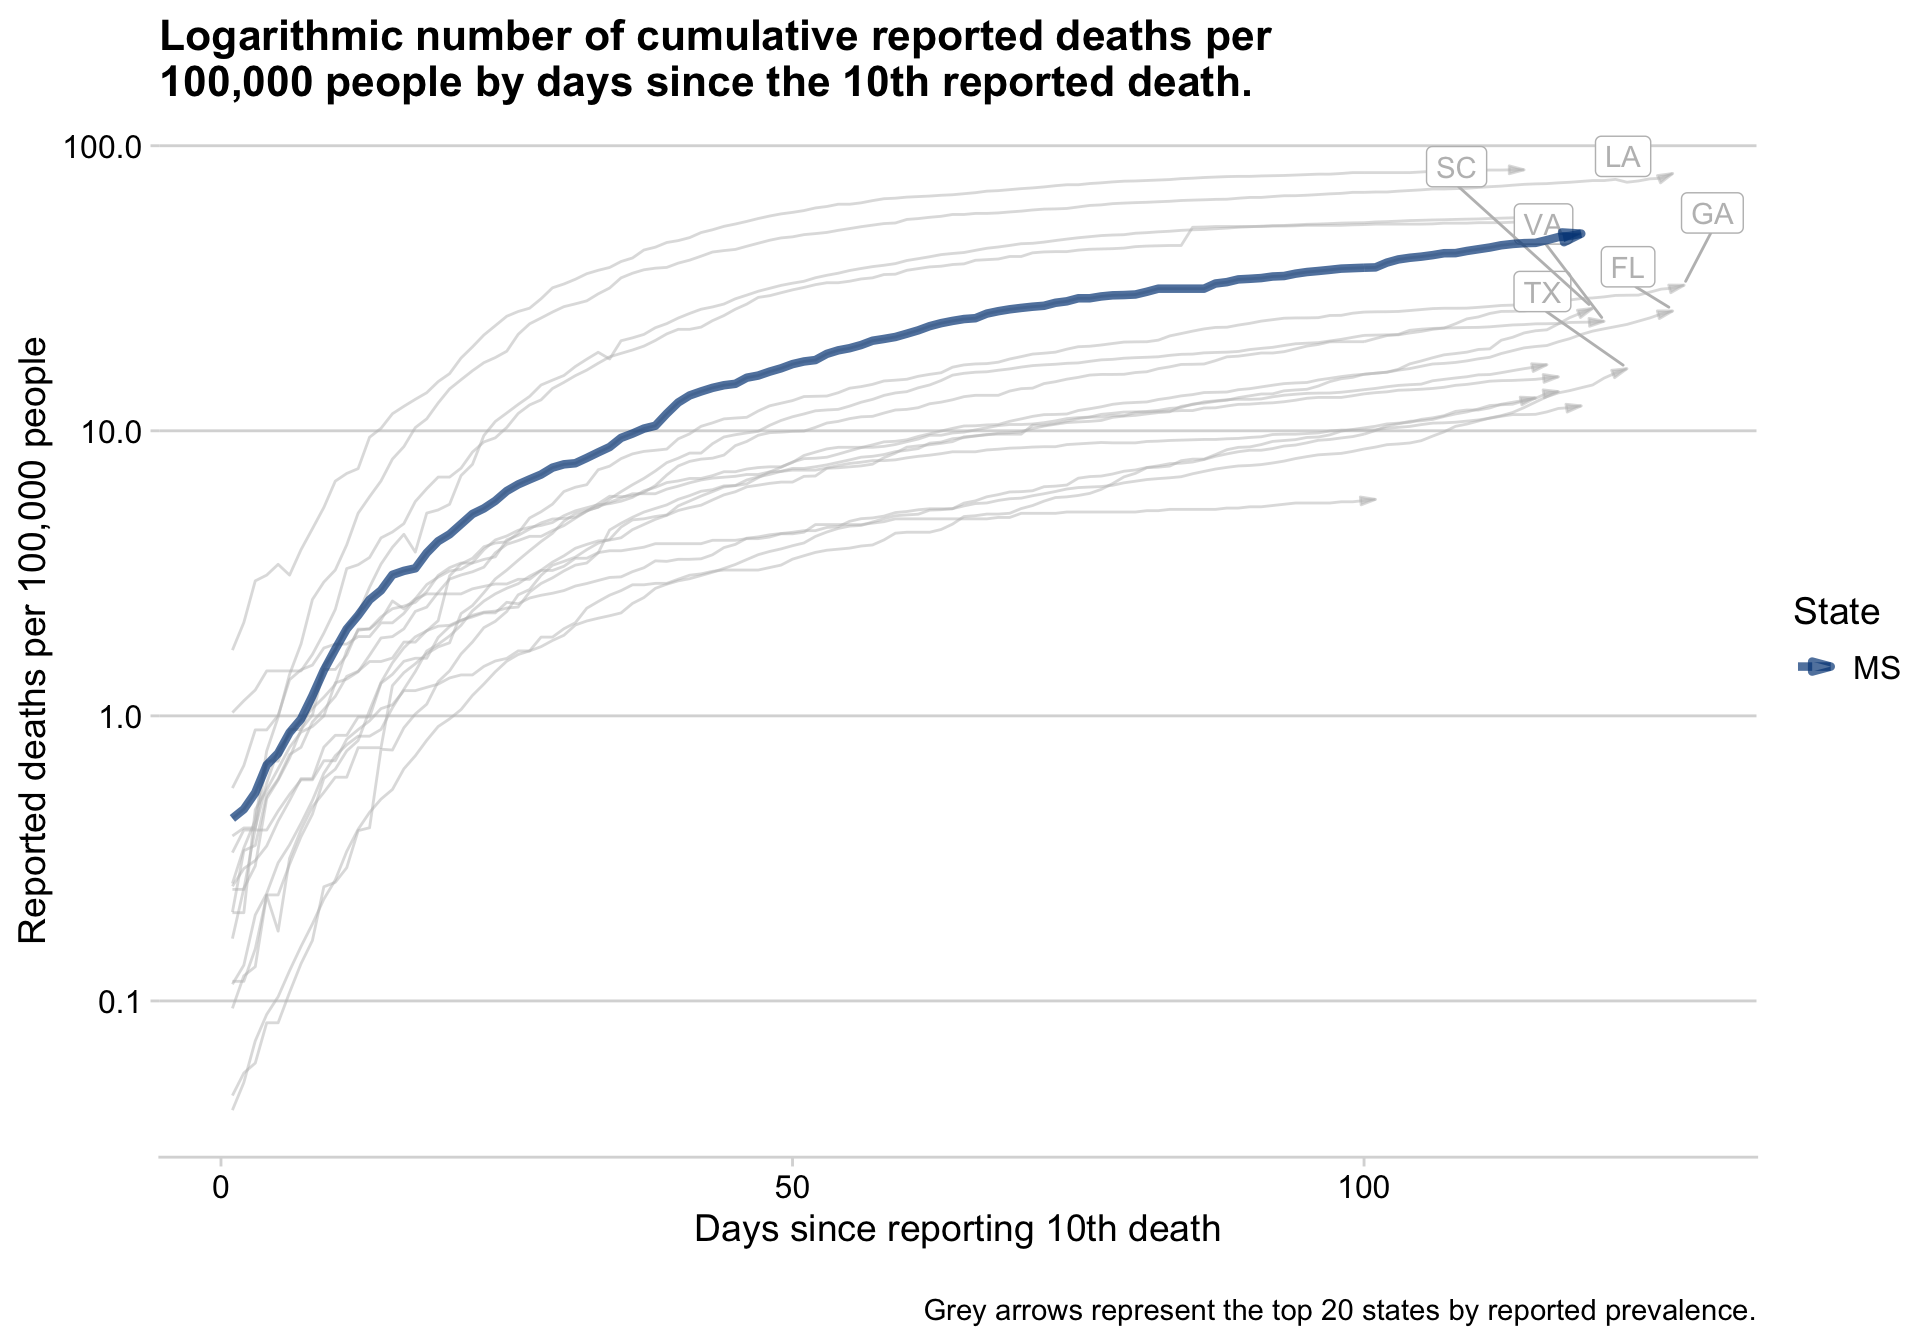 Logarithmic number of cumulative reported deaths per
100,000 people by days since the 10th reported death.
Reported deaths per 100,000 people
100.0
10.0
1.0
0.1
SC
LA
VA
GA
FL
TX
State
MS
0
50
100
Days since reporting 10th death
Grey arrows represent the top 20 states by reported prevalence.